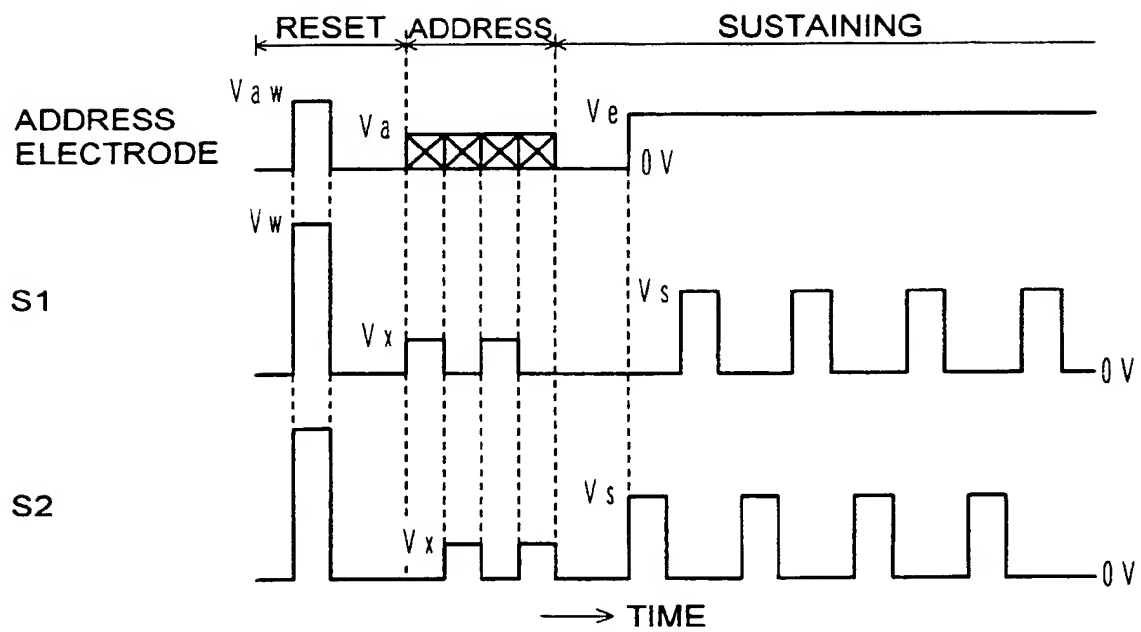 RESET ADDRESS SUSTAINING
Vaw
ADDRESS
ELECTRODE
Va
Ve
0V
Vw
S1
Vs
Vx
0V
S2
Vs
Vx
0V
TIME